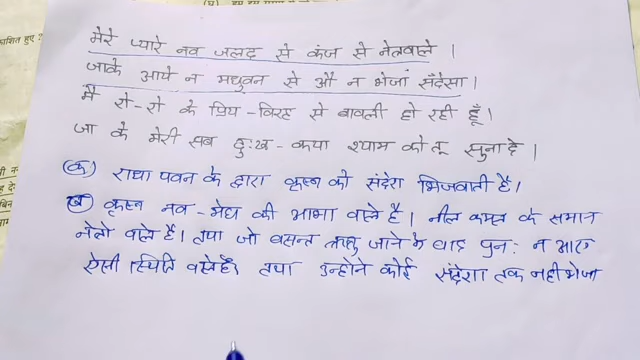 मेरे प्यारे नव जलद से कंज से नेत्रवाले ।
जाके आये न मधुवन से औ न भेजा सँदेसा ।
मैं रो-रो के प्रिय-विरह से बावली हो रही हूँ ।
जा के मेरी सब दुःख-कथा श्याम को तू सुना दे ।
(क) राधा पवन के द्वारा कृष्ण को संदेश भिजवाती है ।
कृष्ण नव-मेघ की आभा वाले है । नील कमल के समान
नेत्रो वाले है । तथा जो वसन्त ऋतु जाने के बाद पुनः न आए
ऐसी स्थिति वाले है तथा उन्होने कोई संदेश तक नही भेजा